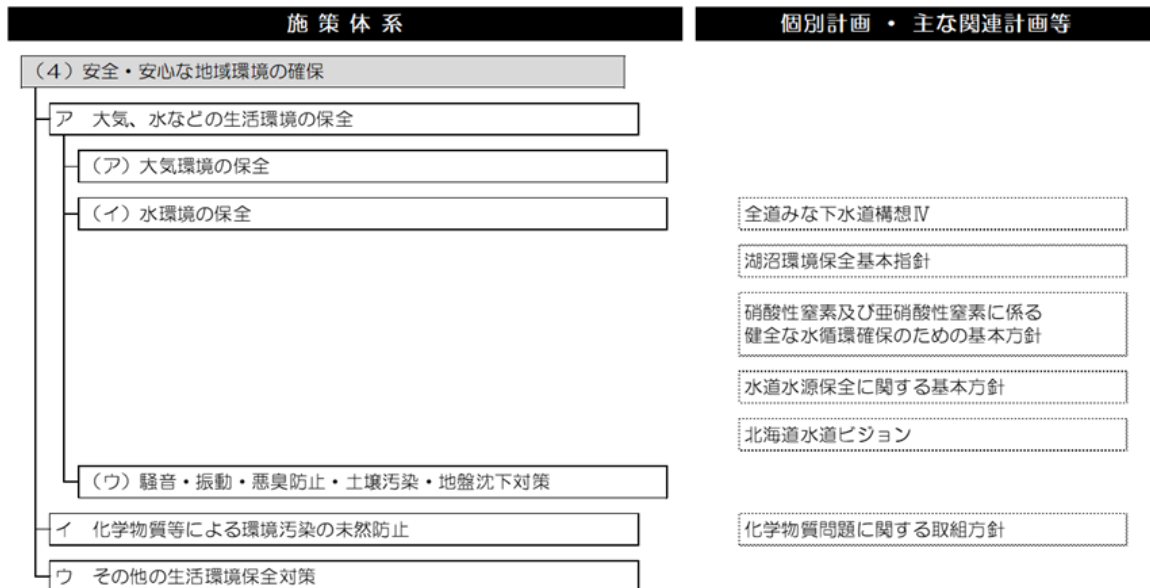 施策体系
個別計画 ・ 主な関連計画等
（4）安全・安心な地域環境の確保
ア 大気、水などの生活環境の保全
（ア）大気環境の保全
（イ）水環境の保全
全道みな下水道構想Ⅳ
湖沼環境保全基本指針
硝酸性窒素及び亜硝酸性窒素に係る
健全な水循環確保のための基本方針
水道水源保全に関する基本方針
北海道水道ビジョン
（ウ）騒音・振動・悪臭防止・土壌汚染・地盤沈下対策
イ 化学物質等による環境汚染の未然防止
化学物質問題に関する取組方針
ウ その他の生活環境保全対策